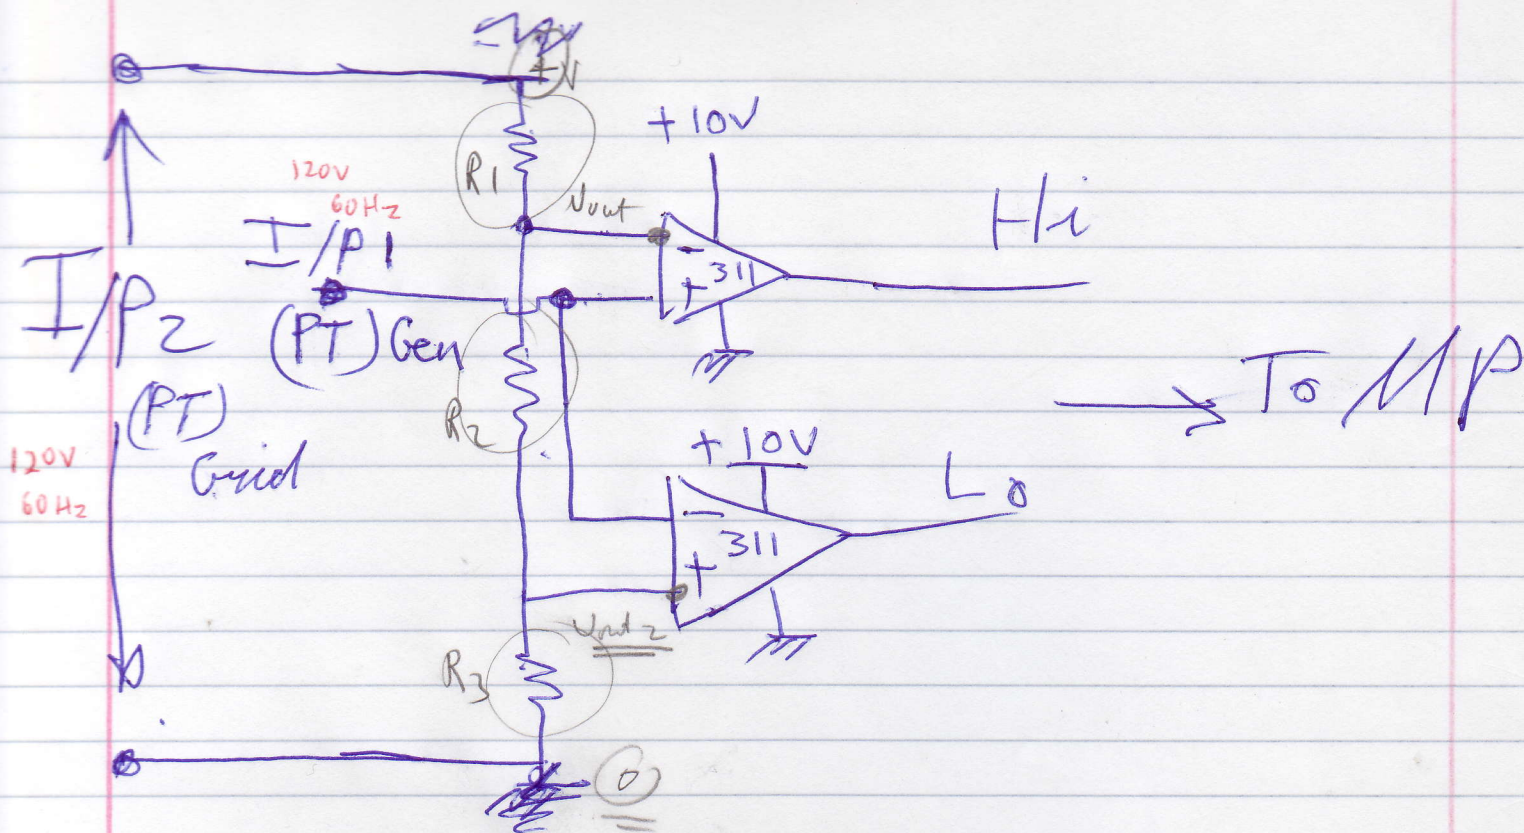 +V
+10V
R1
120V
60Hz
Vout
I/P1
-
+
311
Hi
I/P2
(PT) Gen
(PT)
Grid
R2
To MP
120V
60Hz
+10V
Lo
-
+
311
Vout2
R3
0